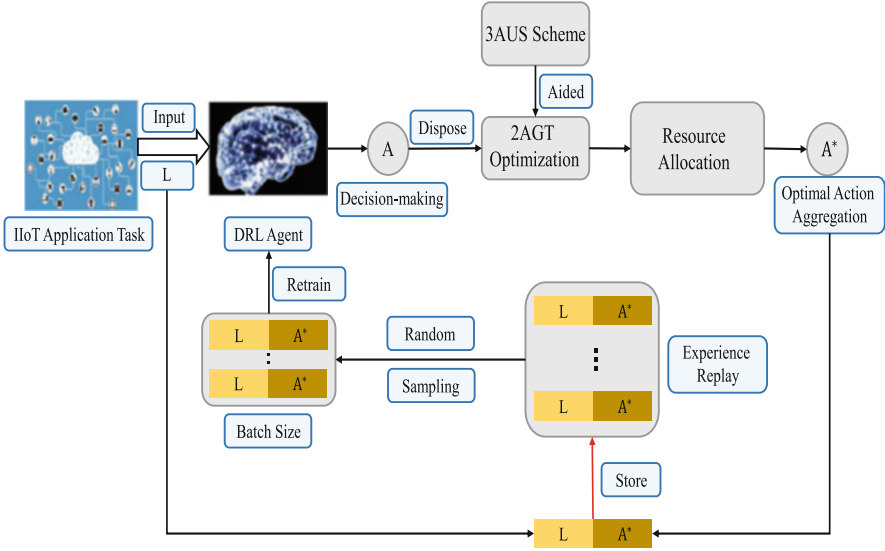 3AUS Scheme
Input
Aided
A
Dispose
2AGT
Optimization
Resource
Allocation
A*
L
Decision-making
Optimal Action
Aggregation
IIoT Application Task
DRL Agent
Retrain
L A*
L A*
Batch Size
Random
Sampling
L A*
L A*
Experience
Replay
Store
L A*